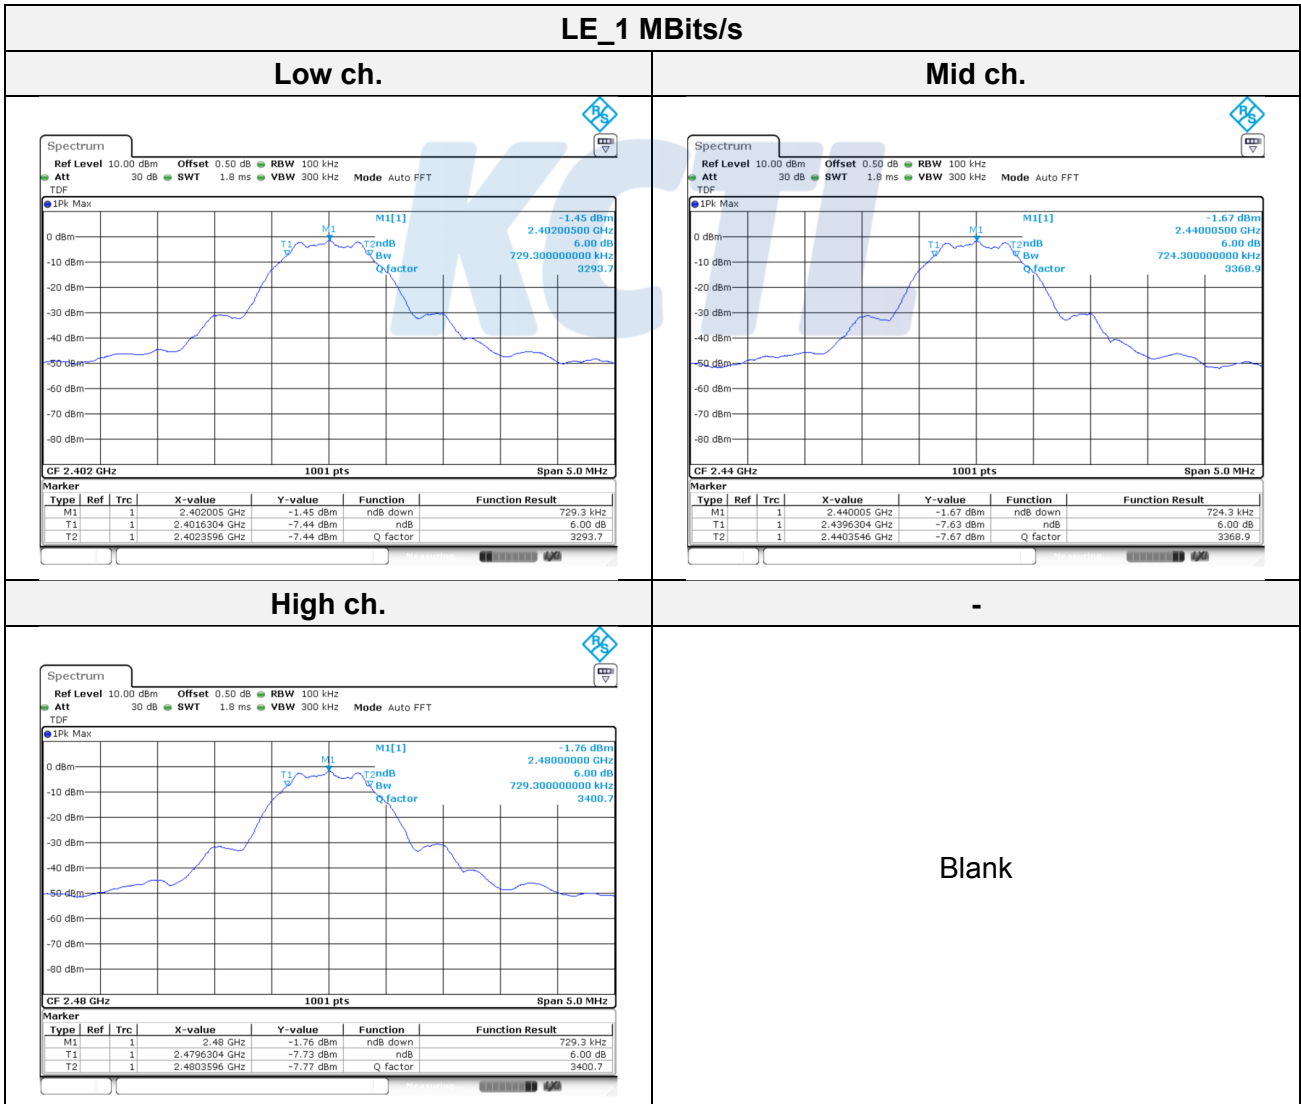 LE_1 MBits/s
Low ch. Mid ch.
KCTL
R&S
Spectrum
Ref Level 10.00 dBm Offset 0.50 dB RBW 100 kHz
Att 30 dB SWT 1.8 ms VBW 300 kHz Mode Auto FFT
TDF
1Pk Max
M1[1] -1.45 dBm
2.40200500 GHz
ndB 6.00 dB
Bw 729.300000000 kHz
Q factor 3293.7
M1
T1
T2
0 dBm
-10 dBm
-20 dBm
-30 dBm
-40 dBm
-50 dBm
-60 dBm
-70 dBm
-80 dBm
CF 2.402 GHz 1001 pts Span 5.0 MHz
Marker
Type Ref Trc X-value Y-value Function Function Result
M1 1 2.402005 GHz -1.45 dBm ndB down 729.3 kHz
T1 1 2.4016304 GHz -7.44 dBm ndB 6.00 dB
T2 1 2.4023596 GHz -7.44 dBm Q factor 3293.7
R&S
Spectrum
Ref Level 10.00 dBm Offset 0.50 dB RBW 100 kHz
Att 30 dB SWT 1.8 ms VBW 300 kHz Mode Auto FFT
TDF
1Pk Max
M1[1] -1.67 dBm
2.44000500 GHz
ndB 6.00 dB
Bw 724.300000000 kHz
Q factor 3368.9
M1
T1
T2
0 dBm
-10 dBm
-20 dBm
-30 dBm
-40 dBm
-50 dBm
-60 dBm
-70 dBm
-80 dBm
CF 2.44 GHz 1001 pts Span 5.0 MHz
Marker
Type Ref Trc X-value Y-value Function Function Result
M1 1 2.440005 GHz -1.67 dBm ndB down 724.3 kHz
T1 1 2.4396304 GHz -7.63 dBm ndB 6.00 dB
T2 1 2.4403546 GHz -7.67 dBm Q factor 3368.9
High ch. -
R&S
Spectrum
Ref Level 10.00 dBm Offset 0.50 dB RBW 100 kHz
Att 30 dB SWT 1.8 ms VBW 300 kHz Mode Auto FFT
TDF
1Pk Max
M1[1] -1.76 dBm
2.48000000 GHz
ndB 6.00 dB
Bw 729.300000000 kHz
Q factor 3400.7
M1
T1
T2
0 dBm
-10 dBm
-20 dBm
-30 dBm
-40 dBm
-50 dBm
-60 dBm
-70 dBm
-80 dBm
CF 2.48 GHz 1001 pts Span 5.0 MHz
Marker
Type Ref Trc X-value Y-value Function Function Result
M1 1 2.48 GHz -1.76 dBm ndB down 729.3 kHz
T1 1 2.4796304 GHz -7.73 dBm ndB 6.00 dB
T2 1 2.4803596 GHz -7.77 dBm Q factor 3400.7
Blank